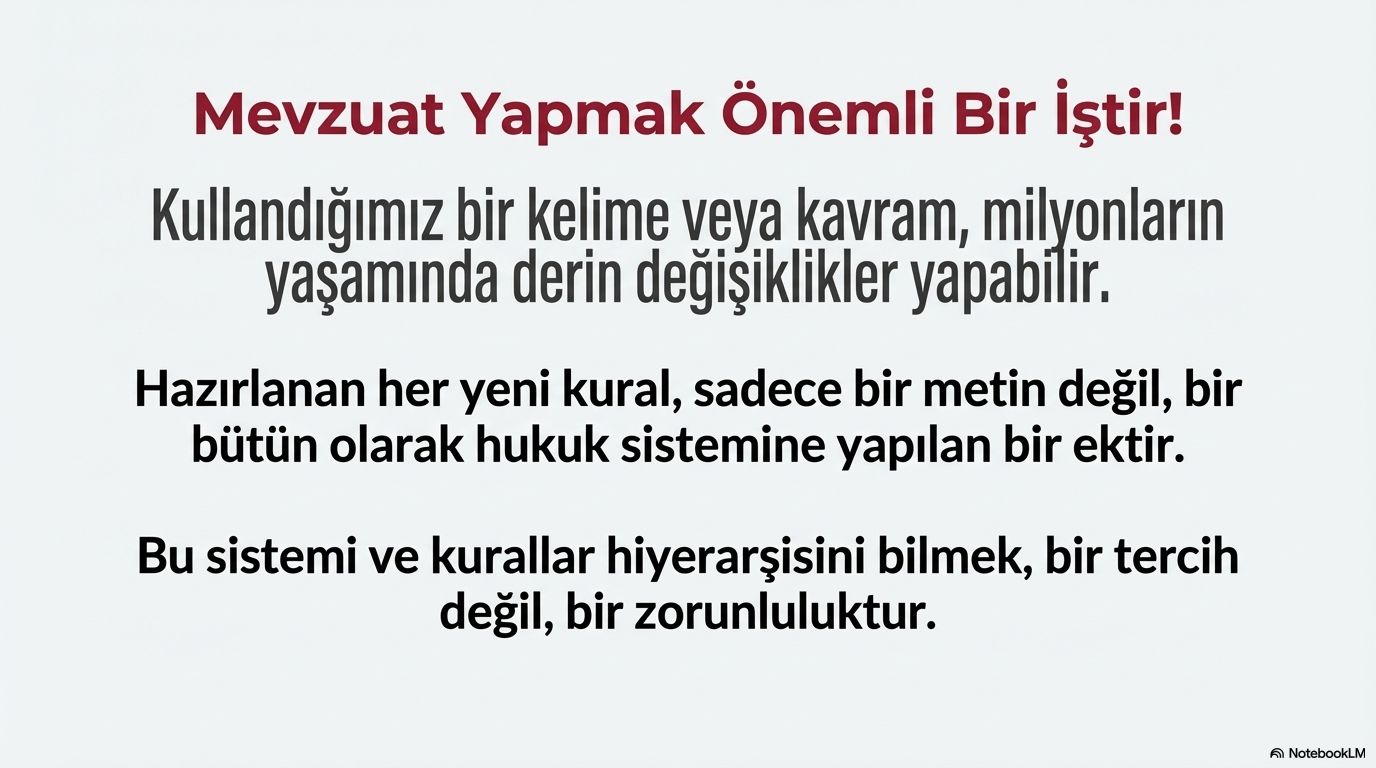 Mevzuat Yapmak Önemli Bir İştir!
Kullandığımız bir kelime veya kavram, milyonların
yaşamında derin değişiklikler yapabilir.
Hazırlanan her yeni kural, sadece bir metin değil, bir
bütün olarak hukuk sistemine yapılan bir ektir.
Bu sistemi ve kurallar hiyerarşisini bilmek, bir tercih
değil, bir zorunluluktur.
NotebookLM